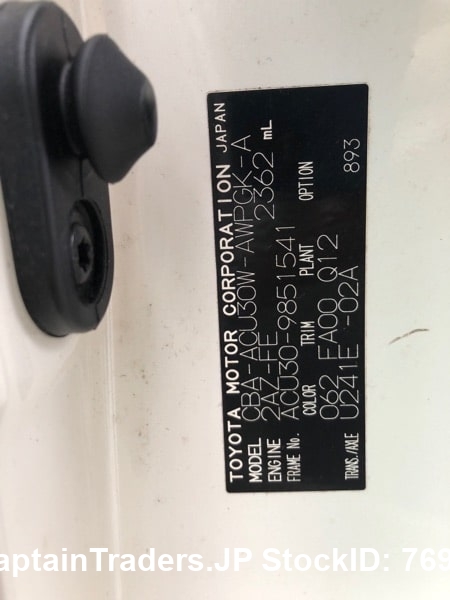 TOYOTA MOTOR CORPORATION JAPAN
MODEL CBA-ACU30W-AWPGK-A
ENGINE 2AZ-FE 2362 mL
FRAME No. ACU30-9851541
COLOR TRIM PLANT OPTION
062 FA00 Q12
TRANS./AXLE U241E -02A 893
aptainTraders.JP StockID: 769